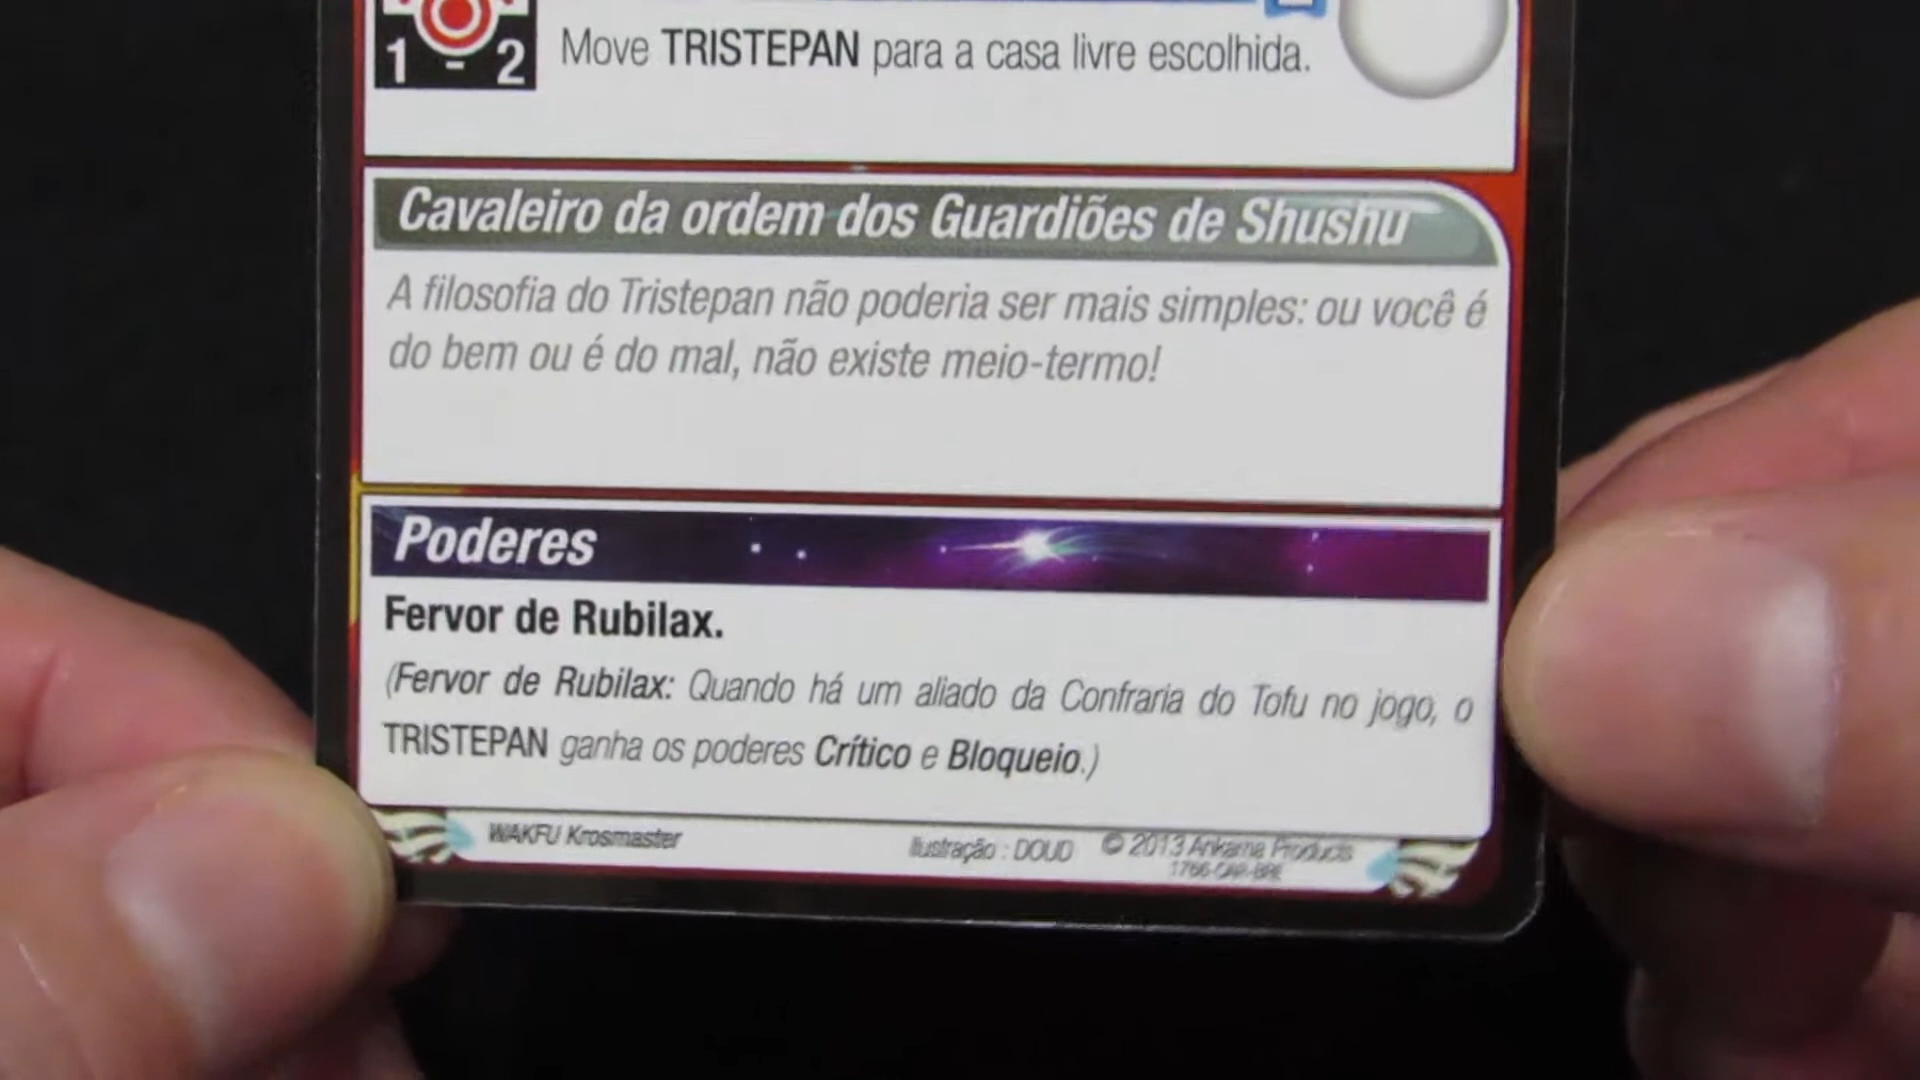 1 - 2
Move TRISTEPAN para a casa livre escolhida.
Cavaleiro da ordem dos Guardiões de Shushu
A filosofia do Tristepan não poderia ser mais simples: ou você é
do bem ou é do mal, não existe meio-termo!
Poderes
Fervor de Rubilax.
(Fervor de Rubilax: Quando há um aliado da Confraria do Tofu no jogo, o
TRISTEPAN ganha os poderes Crítico e Bloqueio.)
WAKFU Krosmaster
Ilustração : DOUD
© 2013 Ankama Products
1766-CAR-BRE